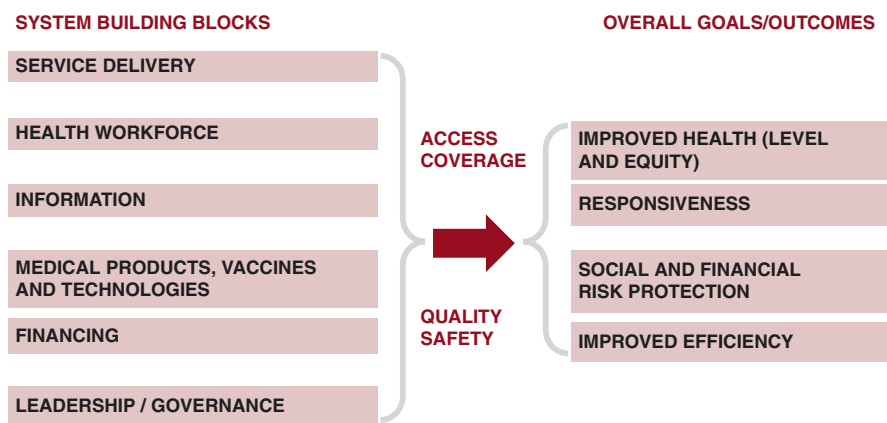 SYSTEM BUILDING BLOCKS
OVERALL GOALS/OUTCOMES
SERVICE DELIVERY
HEALTH WORKFORCE
INFORMATION
MEDICAL PRODUCTS, VACCINES
AND TECHNOLOGIES
FINANCING
LEADERSHIP / GOVERNANCE
ACCESS
COVERAGE
QUALITY
SAFETY
IMPROVED HEALTH (LEVEL
AND EQUITY)
RESPONSIVENESS
SOCIAL AND FINANCIAL
RISK PROTECTION
IMPROVED EFFICIENCY